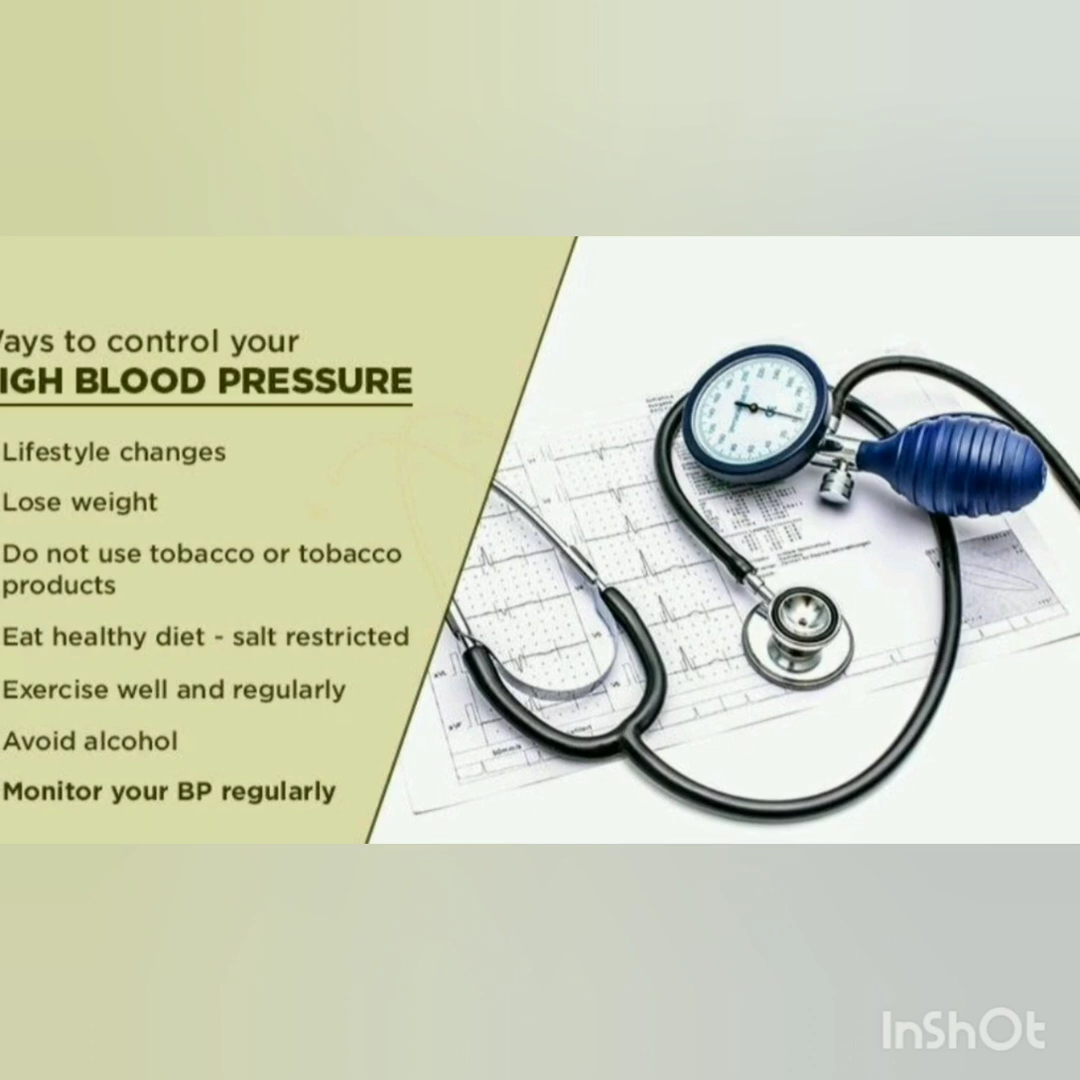 ays to control your
IGH BLOOD PRESSURE
Lifestyle changes
Lose weight
Do not use tobacco or tobacco
products
Eat healthy diet - salt restricted
Exercise well and regularly
Avoid alcohol
Monitor your BP regularly
InShOt